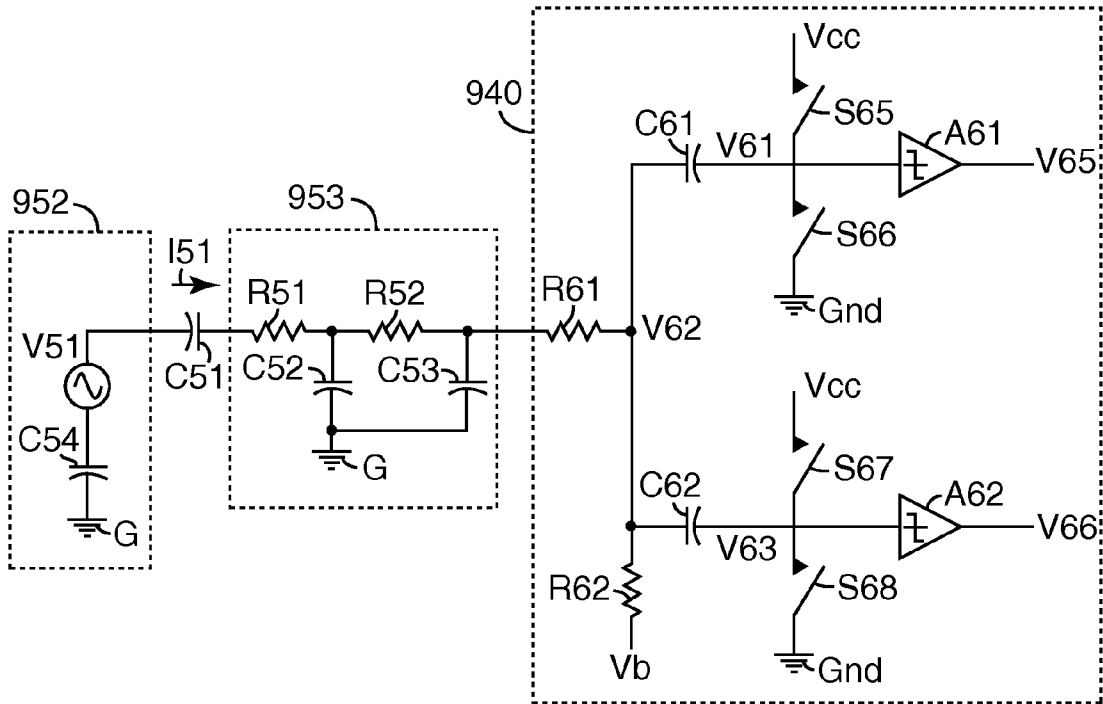 952
V51
C54
G
I51
C51
953
R51
R52
C52
C53
G
940
R61
V62
C61
V61
Vcc
S65
S66
Gnd
A61
V65
C62
V63
Vcc
S67
S68
Gnd
A62
V66
R62
Vb